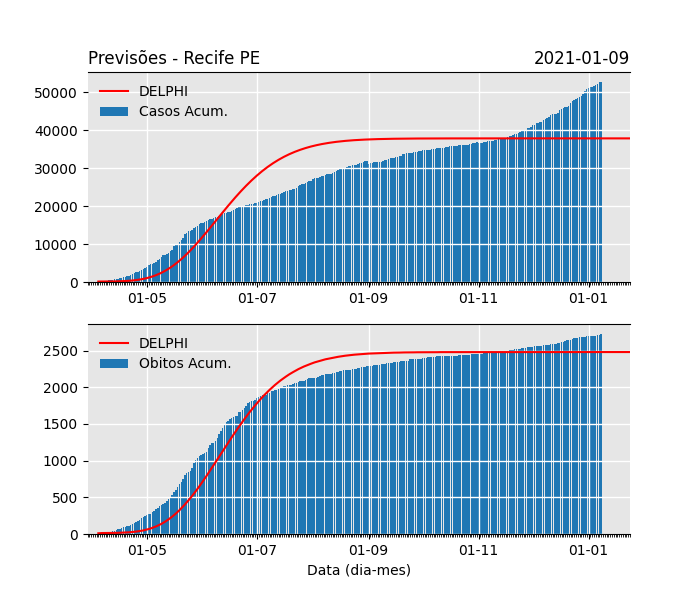 Previsões - Recife PE 2021-01-09
DELPHI
Casos Acum.
50000
40000
30000
20000
10000
0
01-05 01-07 01-09 01-11 01-01
DELPHI
Obitos Acum.
2500
2000
1500
1000
500
0
01-05 01-07 01-09 01-11 01-01
Data (dia-mes)